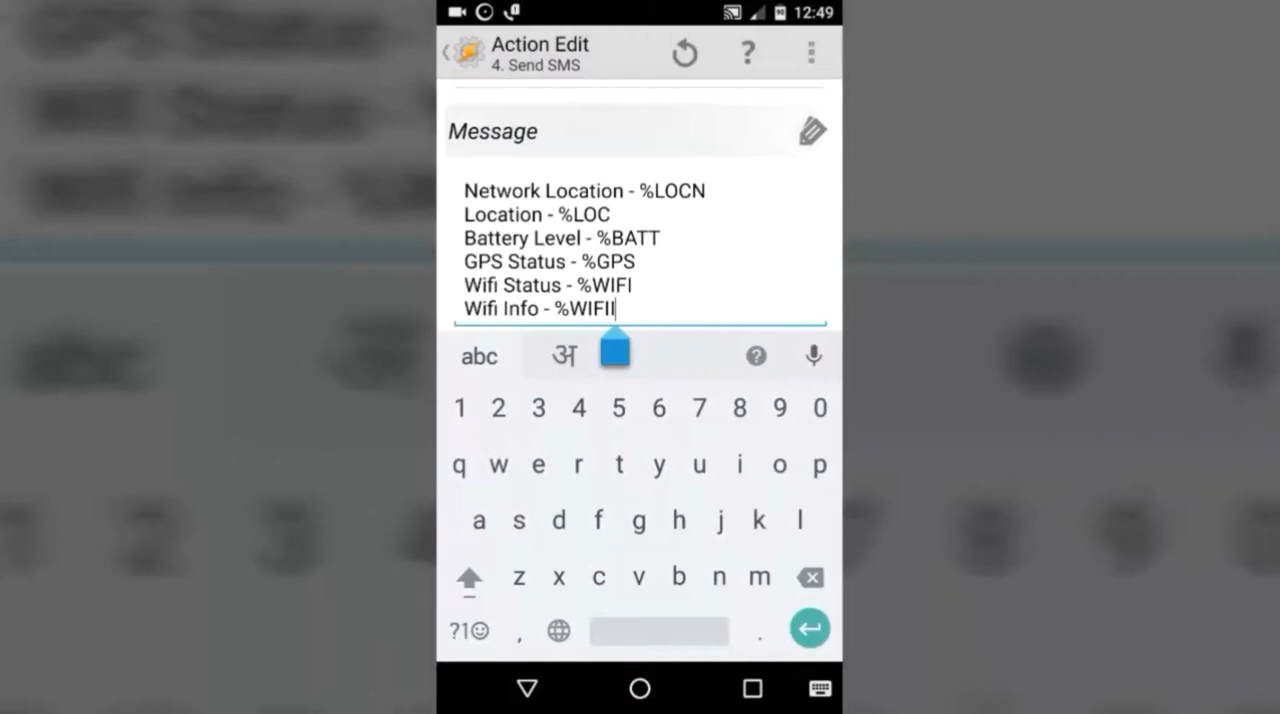 12:49
Action Edit
4. Send SMS
?
Message
Network Location - %LOCN
Location - %LOC
Battery Level - %BATT
GPS Status - %GPS
Wifi Status - %WIFI
Wifi Info - %WIFII
abc अ ?
1 2 3 4 5 6 7 8 9 0
q w e r t y u i o p
a s d f g h j k l
z x c v b n m
?1☺ , .